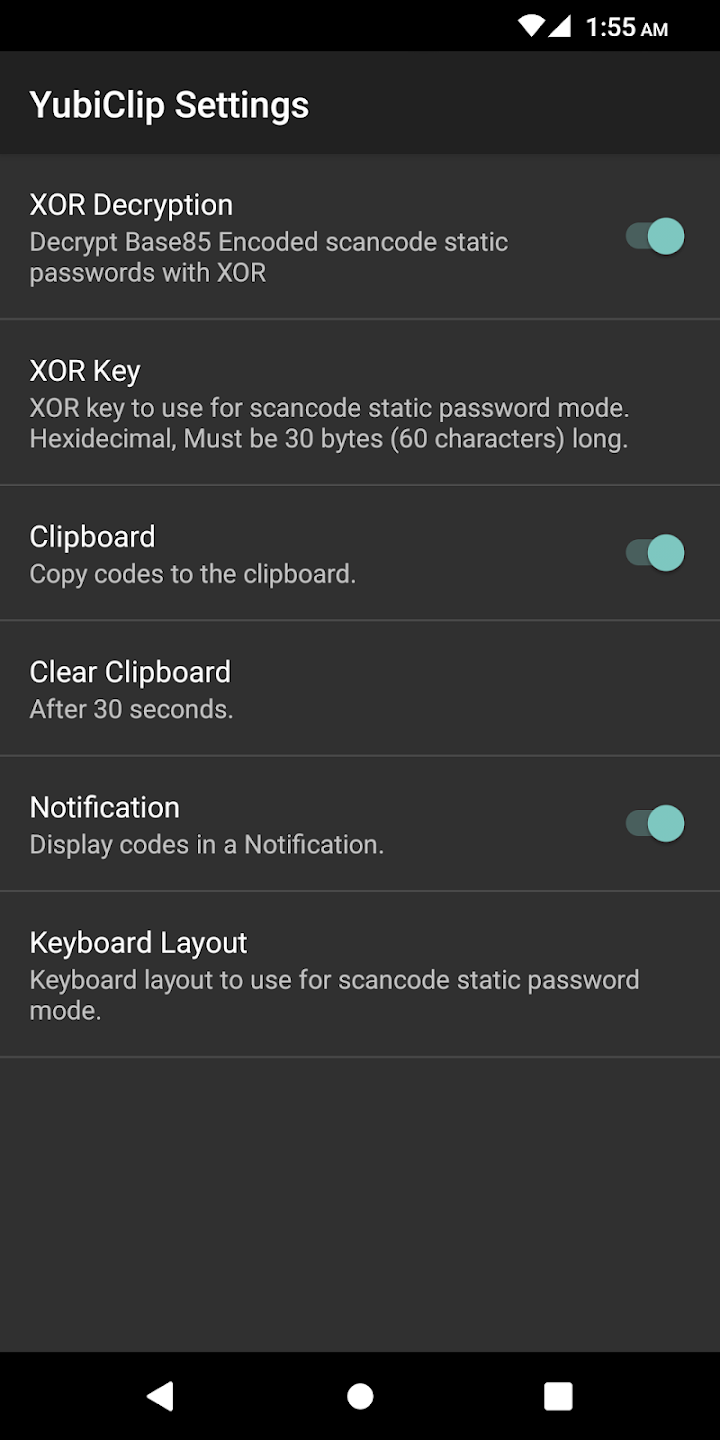 1:55 AM
YubiClip Settings
XOR Decryption
Decrypt Base85 Encoded scancode static
passwords with XOR
XOR Key
XOR key to use for scancode static password mode.
Hexidecimal, Must be 30 bytes (60 characters) long.
Clipboard
Copy codes to the clipboard.
Clear Clipboard
After 30 seconds.
Notification
Display codes in a Notification.
Keyboard Layout
Keyboard layout to use for scancode static password
mode.